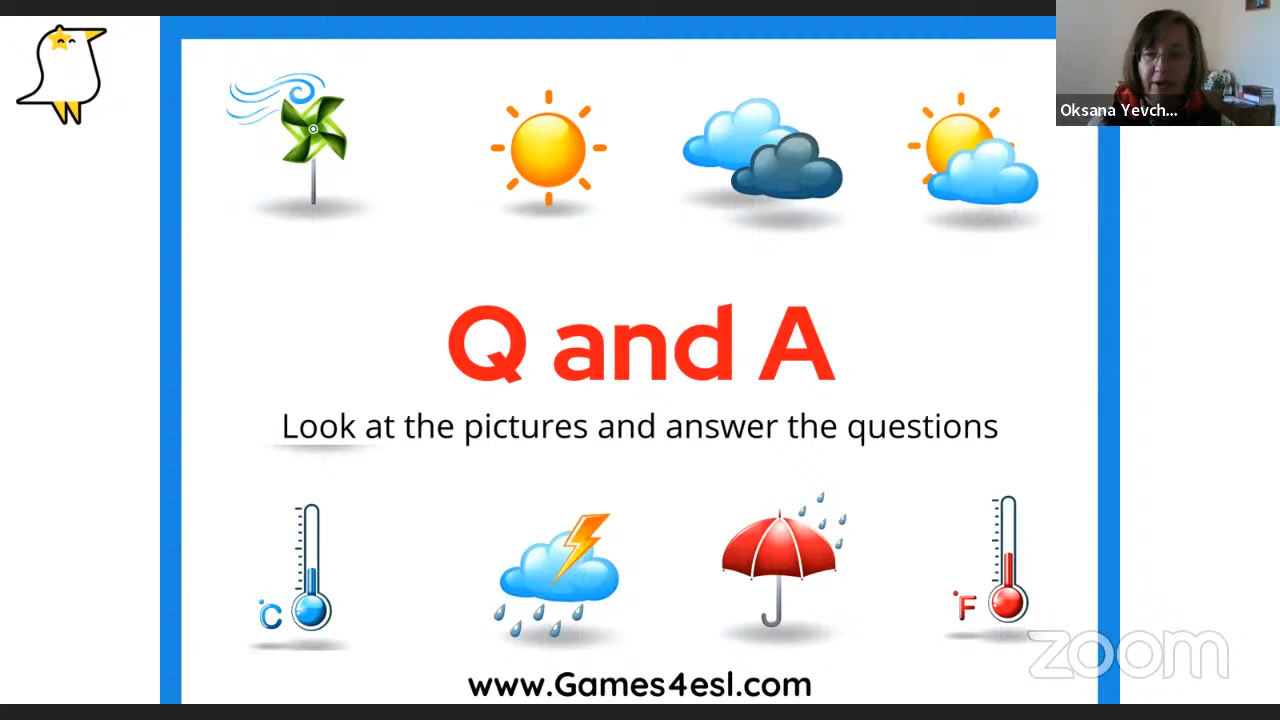 Oksana Yevch...
Q and A
Look at the pictures and answer the questions
°C
°F
zoom
www.Games4esl.com